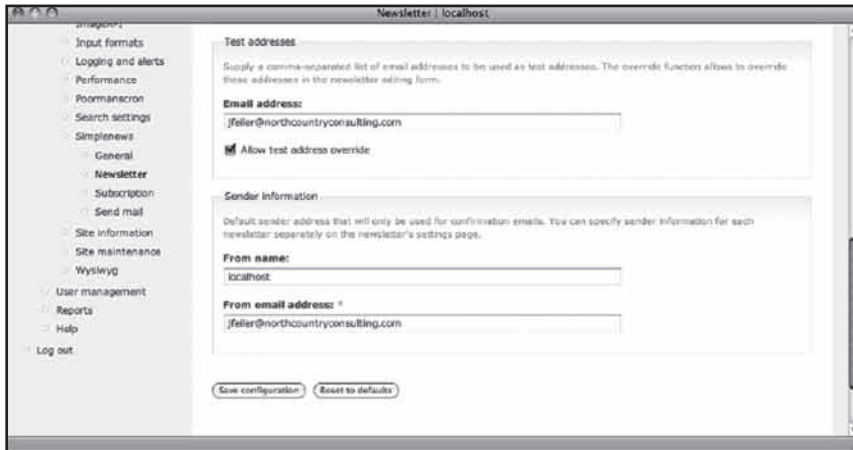 Newsletter | localhost
ImageAPI
Input formats
Logging and alerts
Performance
Poormanscron
Search settings
Simplenews
General
Newsletter
Subscription
Send mail
Site information
Site maintenance
Wysiwyg
User management
Reports
Help
Log out
Test addresses
Supply a comma-separated list of email addresses to be used as test addresses. The override function allows to override
these addresses in the newsletter editing form.
Email address:
jfeiler@northcountryconsulting.com
Allow test address override
Sender information
Default sender address that will only be used for confirmation emails. You can specify sender information for each
newsletter separately on the newsletter's settings page.
From name:
localhost
From email address: *
jfeiler@northcountryconsulting.com
Save configuration
Reset to defaults